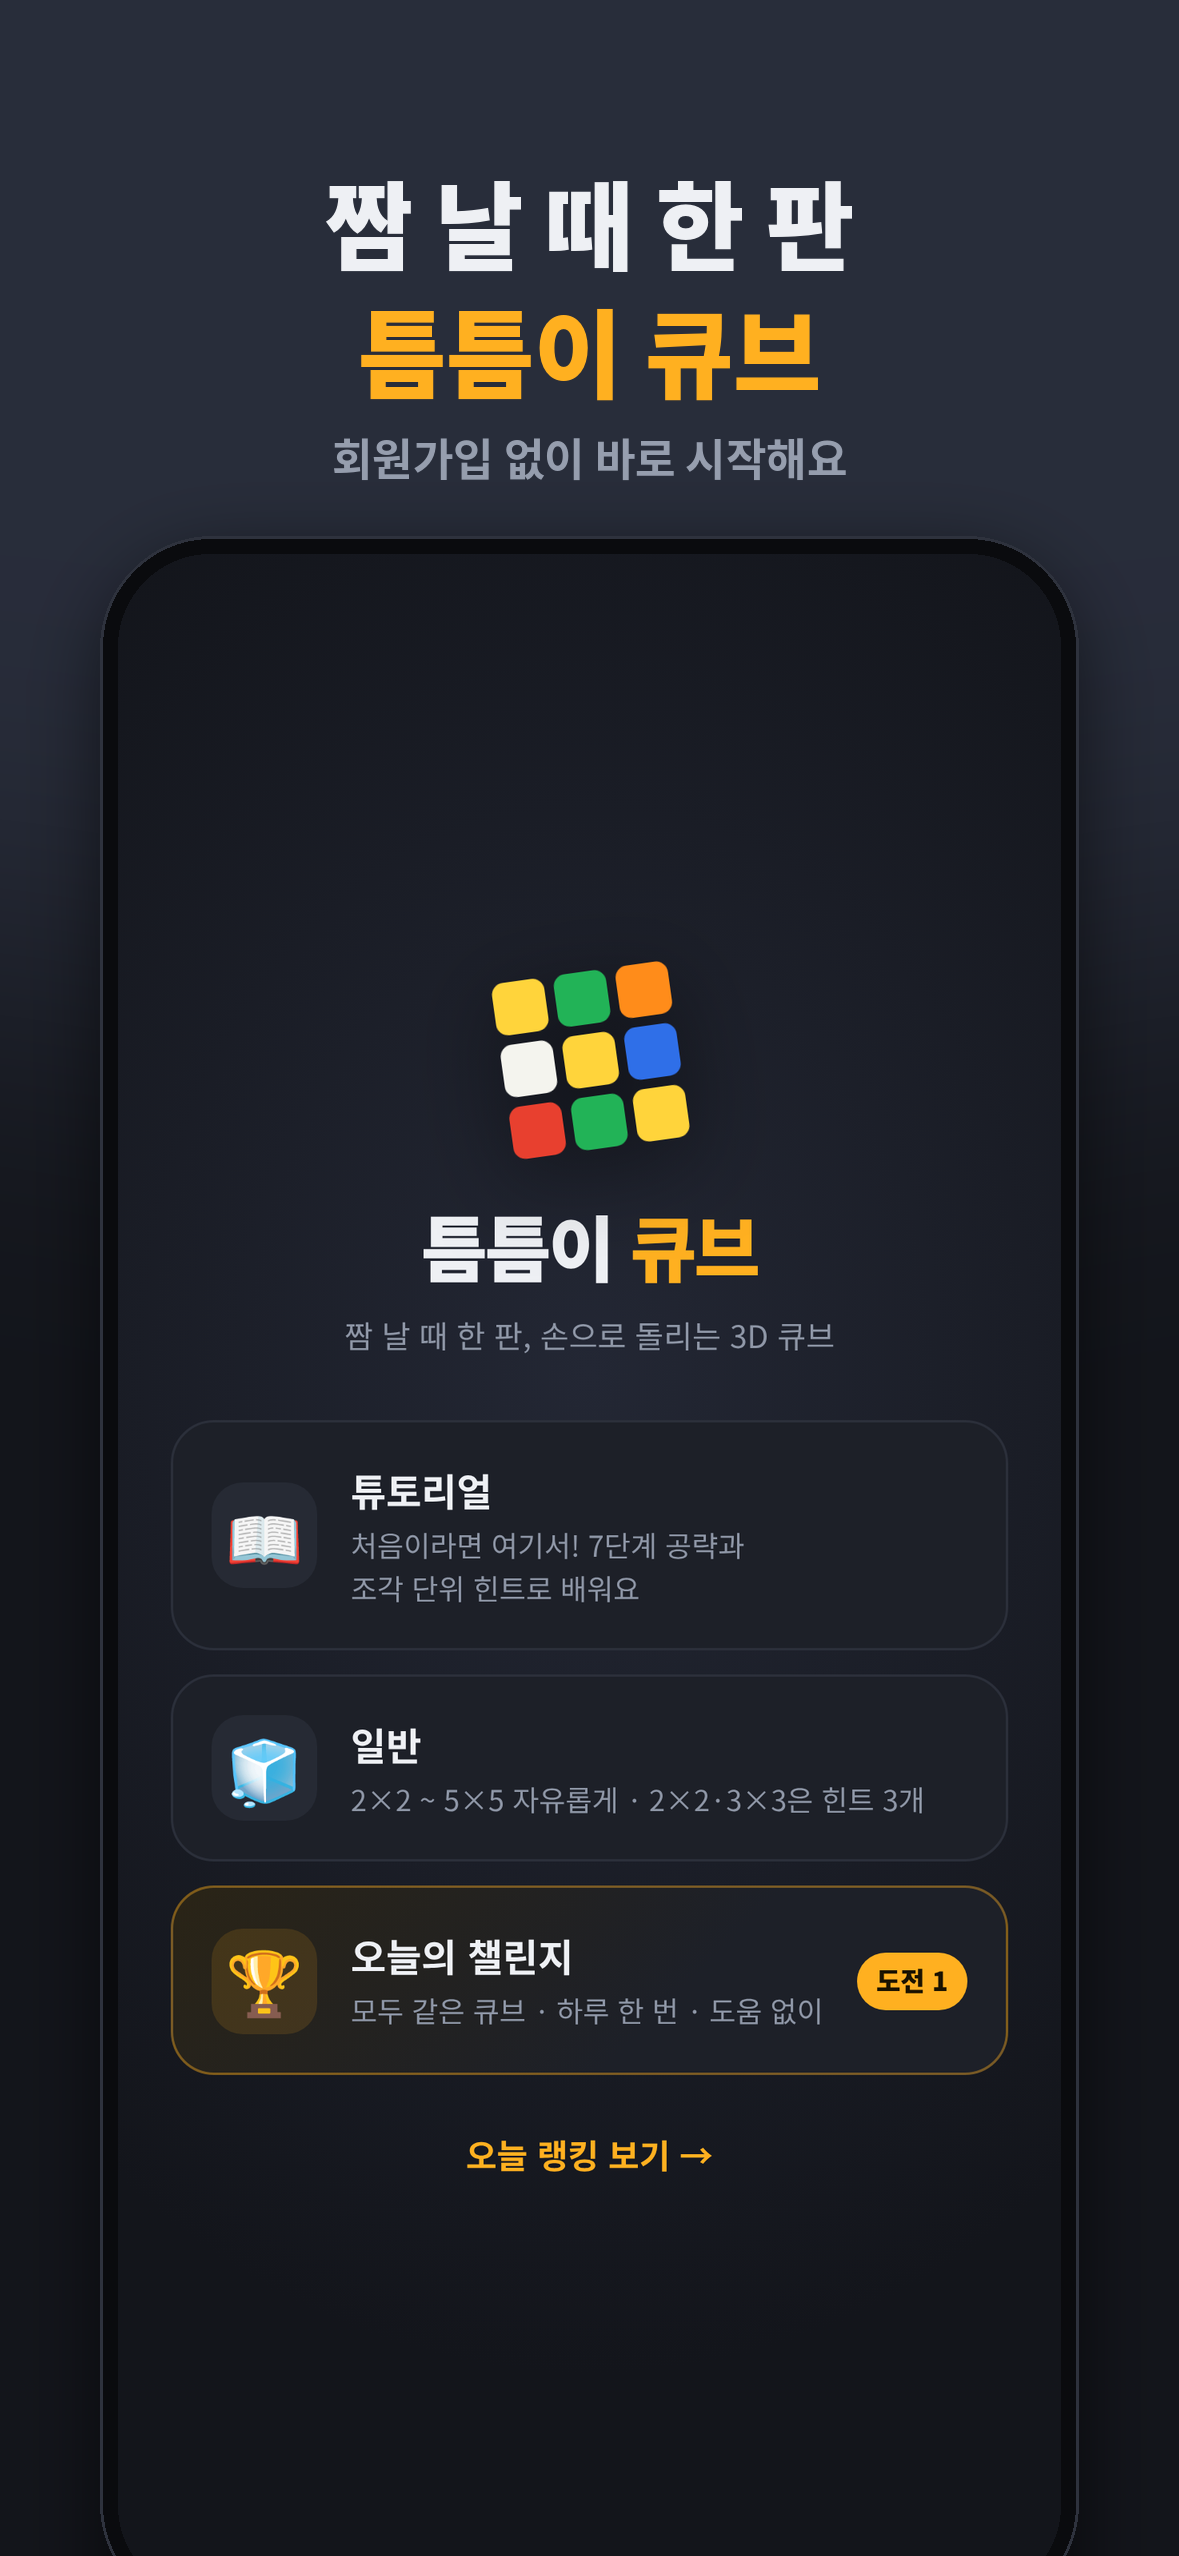 짬 날 때 한 판
틈틈이 큐브
회원가입 없이 바로 시작해요
틈틈이 큐브
짬 날 때 한 판, 손으로 돌리는 3D 큐브
튜토리얼
처음이라면 여기서! 7단계 공략과
조각 단위 힌트로 배워요
일반
2×2 ~ 5×5 자유롭게 · 2×2·3×3은 힌트 3개
오늘의 챌린지
모두 같은 큐브 · 하루 한 번 · 도움 없이
도전 1
오늘 랭킹 보기 →